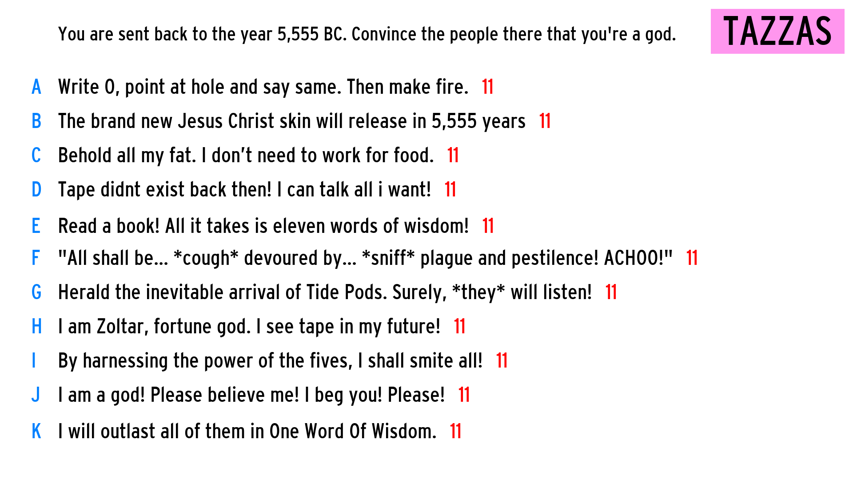 You are sent back to the year 5,555 BC. Convince the people there that you're a god.
TAZZAS
A Write O, point at hole and say same. Then make fire. 11
B The brand new Jesus Christ skin will release in 5,555 years 11
C Behold all my fat. I don’t need to work for food. 11
D Tape didnt exist back then! I can talk all i want! 11
E Read a book! All it takes is eleven words of wisdom! 11
F "All shall be... *cough* devoured by... *sniff* plague and pestilence! ACHOO!" 11
G Herald the inevitable arrival of Tide Pods. Surely, *they* will listen! 11
H I am Zoltar, fortune god. I see tape in my future! 11
I By harnessing the power of the fives, I shall smite all! 11
J I am a god! Please believe me! I beg you! Please! 11
K I will outlast all of them in One Word Of Wisdom. 11